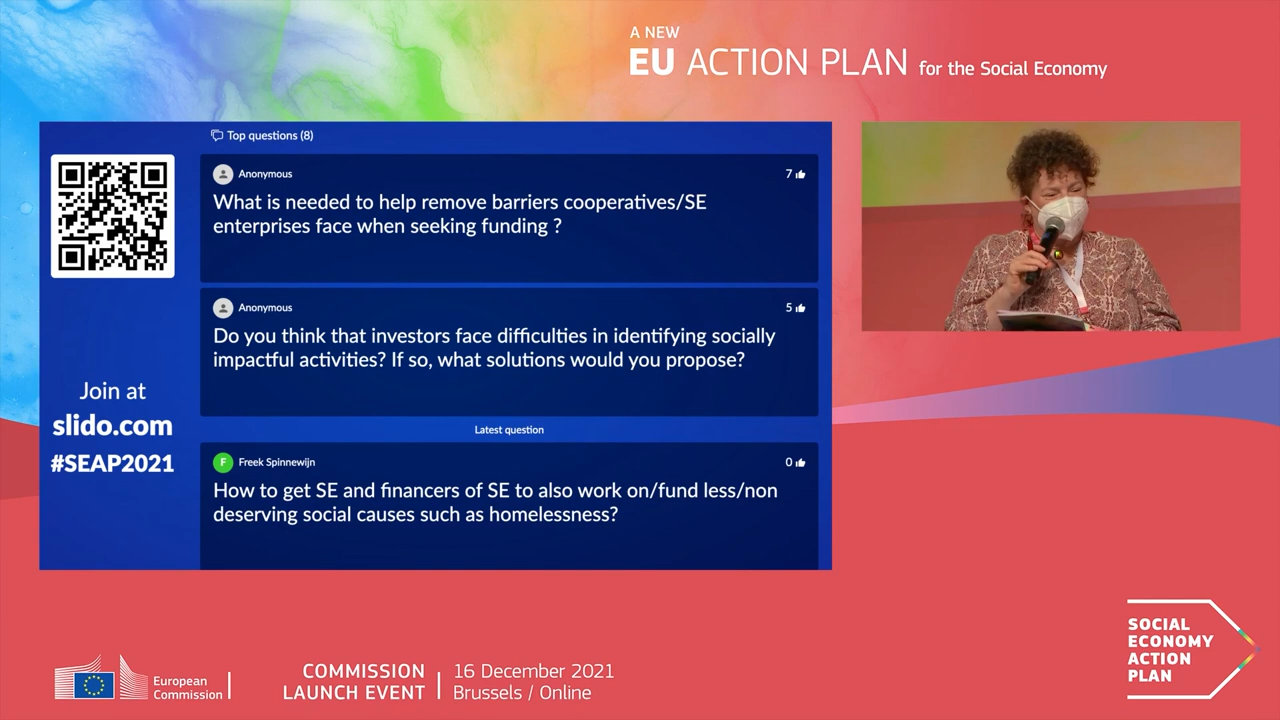 A NEW
EU ACTION PLAN for the Social Economy
Top questions (8)
Anonymous
7
What is needed to help remove barriers cooperatives/SE
enterprises face when seeking funding ?
Anonymous
5
Do you think that investors face difficulties in identifying socially
impactful activities? If so, what solutions would you propose?
Latest question
F Freek Spinnewijn
0
How to get SE and financers of SE to also work on/fund less/non
deserving social causes such as homelessness?
Join at
slido.com
#SEAP2021
European
Commission
COMMISSION
LAUNCH EVENT
16 December 2021
Brussels / Online
SOCIAL
ECONOMY
ACTION
PLAN